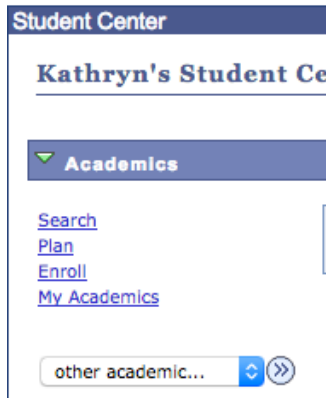 Student Center
Kathryn's Student Ce
Academics
Search
Plan
Enroll
My Academics
other academic...